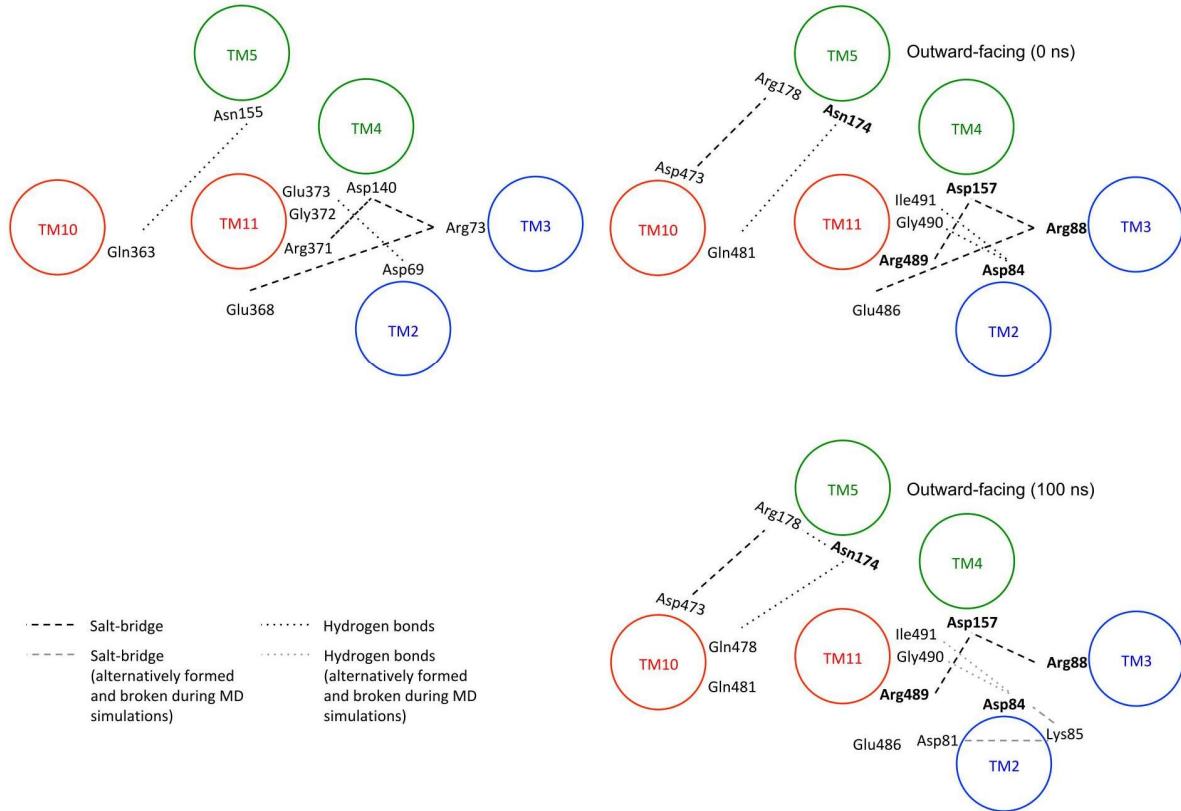 TM5
Asn155
TM4
Glu373
Asp140
TM10
TM11
Gly372
Arg73
TM3
Gln363
Arg371
Asp69
Glu368
TM2
TM5
Outward-facing (0 ns)
Arg178
Asn174
TM4
Asp473
Asp157
TM10
TM11
Ile491
Gly490
Arg88
TM3
Gln481
Arg489
Asp84
Glu486
TM2
TM5
Outward-facing (100 ns)
Arg178
Asn174
TM4
Asp473
Asp157
TM10
Gln478
TM11
Ile491
Gly490
Arg88
TM3
Gln481
Arg489
Asp84
Glu486
Asp81
Lys85
TM2
Salt-bridge
Salt-bridge
(alternatively formed
and broken during MD
simulations)
Hydrogen bonds
Hydrogen bonds
(alternatively formed
and broken during MD
simulations)